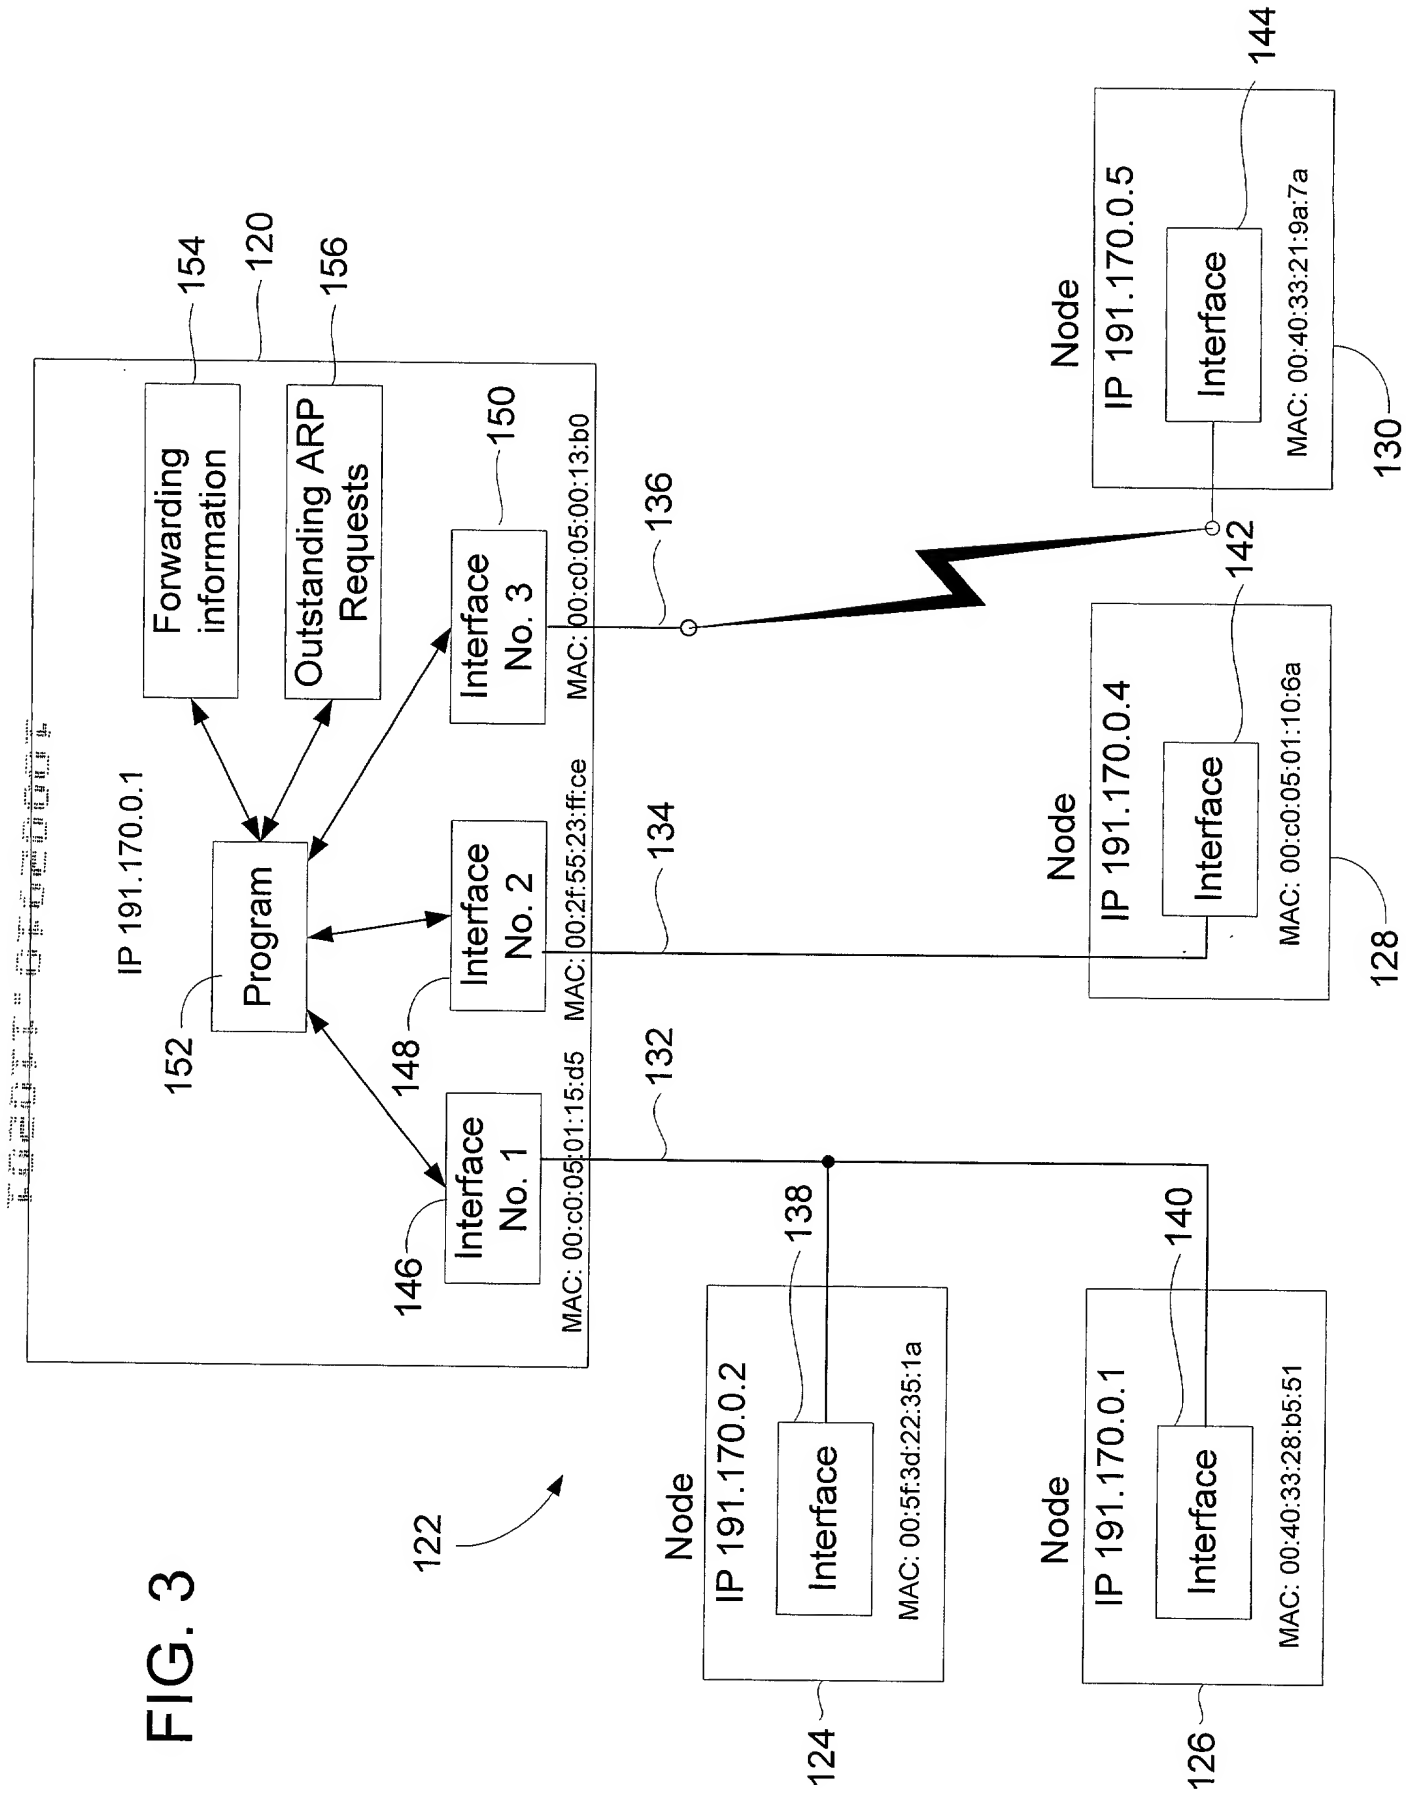 FIG. 3
122
IP 191.170.0.1
152
Program
Forwarding
information
154
120
Outstanding ARP
Requests
156
146
Interface
No. 1
MAC: 00:c0:05:01:15:d5
148
Interface
No. 2
MAC: 00:2f:55:23:ff:ce
Interface
No. 3
150
MAC: 00:c0:05:00:13:b0
132
134
136
Node
IP 191.170.0.2
138
Interface
MAC: 00:5f:3d:22:35:1a
124
Node
IP 191.170.0.1
140
Interface
MAC: 00:40:33:28:b5:51
126
Node
IP 191.170.0.4
142
Interface
MAC: 00:c0:05:01:10:6a
128
Node
IP 191.170.0.5
144
Interface
MAC: 00:40:33:21:9a:7a
130